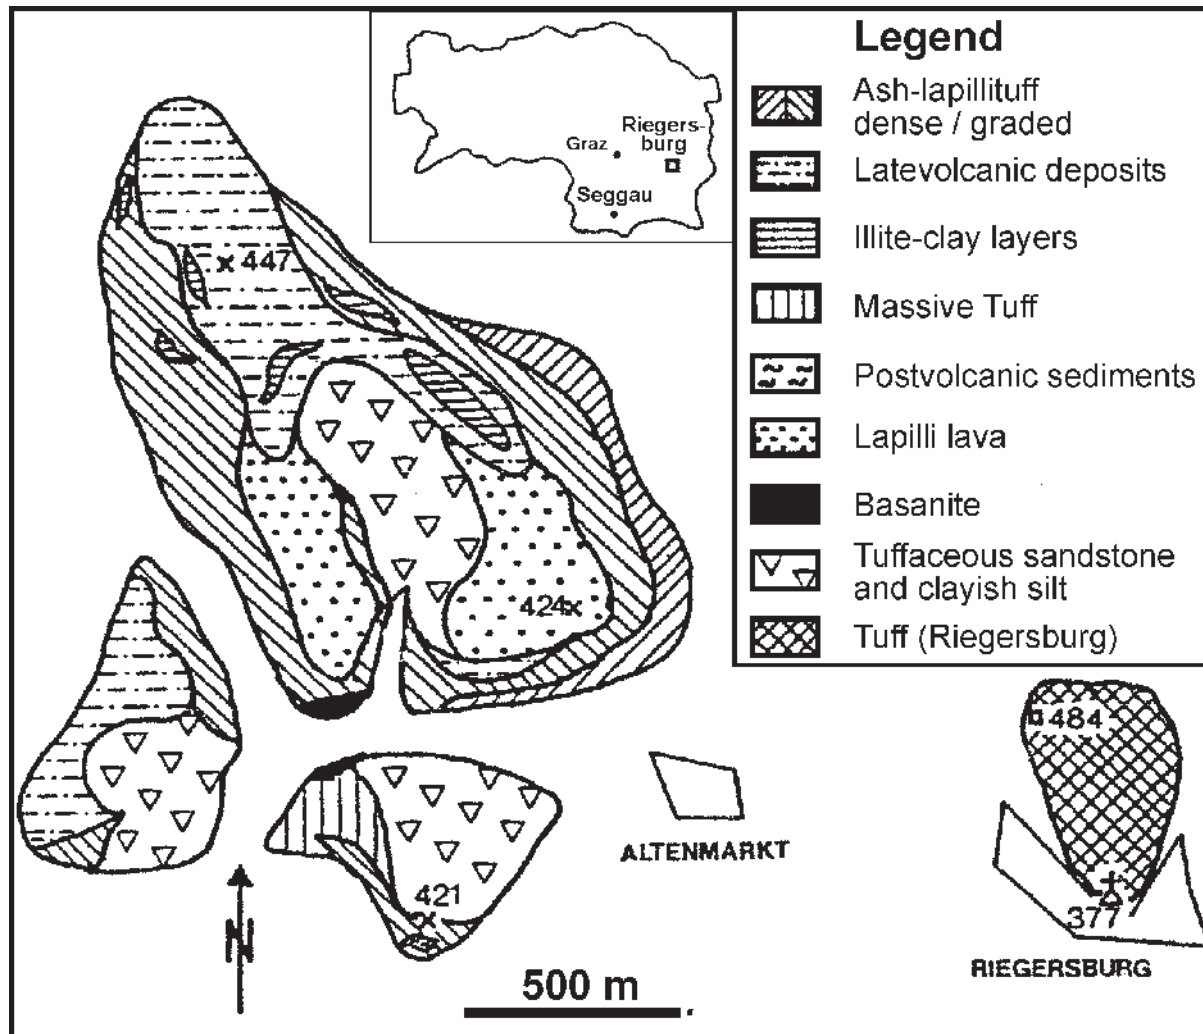 Legend
Ash-lapillituff
dense / graded
Latevolcanic deposits
Illite-clay layers
Massive Tuff
Postvolcanic sediments
Lapilli lava
Basanite
Tuffaceous sandstone
and clayish silt
Tuff (Riegersburg)
Riegers-
burg
Graz
Seggau
447
424
421
484
377
ALTENMARKT
RIEGERSBURG
N
500 m